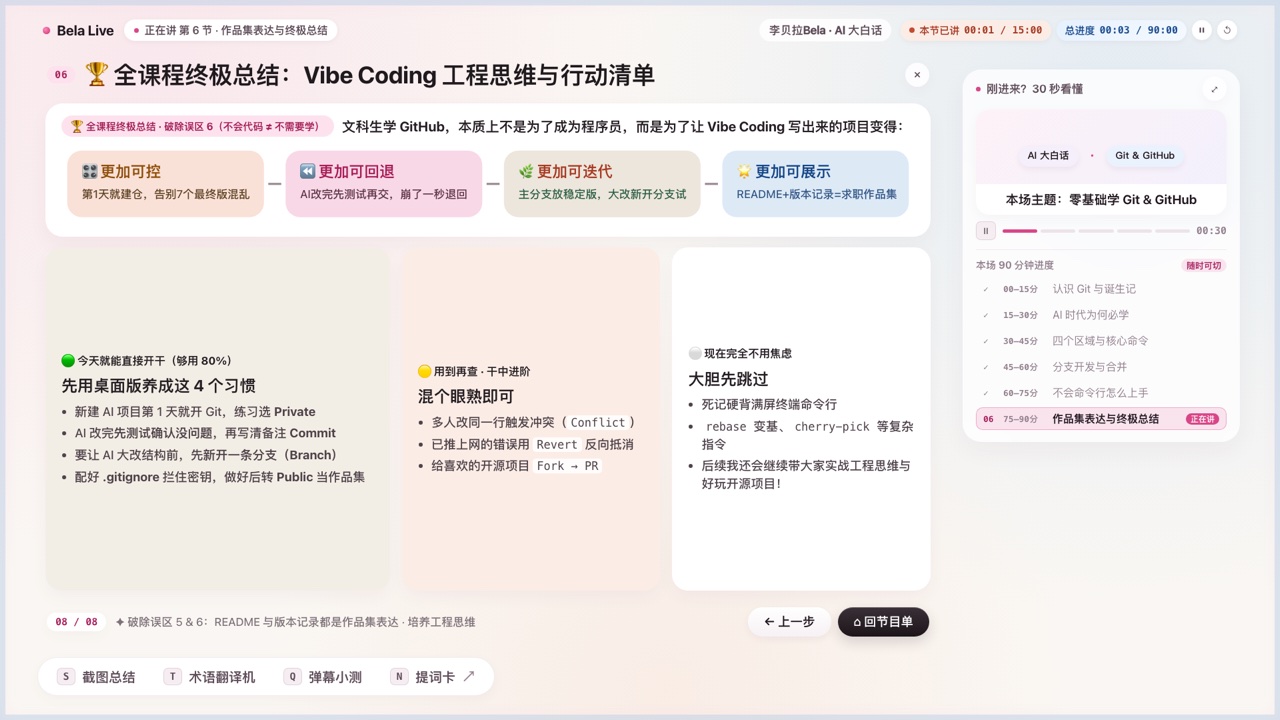 Bela Live
正在讲 第 6 节 · 作品集表达与终极总结
李贝拉Bela · AI 大白话
本节已讲 00:01 / 15:00
总进度 00:03 / 90:00
06 🏆 全课程终极总结：Vibe Coding 工程思维与行动清单
🏆 全课程终极总结 · 破除误区 6（不会代码 ≠ 不需要学）
文科生学 GitHub，本质上不是为了成为程序员，而是为了让 Vibe Coding 写出来的项目变得：
🎛️ 更加可控
第1天就建仓，告别7个最终版混乱
⏪ 更加可回退
AI改完先测试再交，崩了一秒退回
🌿 更加可迭代
主分支放稳定版，大改新开分支试
🌟 更加可展示
README+版本记录=求职作品集
🟢 今天就能直接开干（够用 80%）
先用桌面版养成这 4 个习惯
• 新建 AI 项目第 1 天就开 Git，练习选 Private
• AI 改完先测试确认没问题，再写清备注 Commit
• 要让 AI 大改结构前，先新开一条分支（Branch）
• 配好 .gitignore 拦住密钥，做好后转 Public 当作品集
🟡 用到再查 · 干中进阶
混个眼熟即可
• 多人改同一行触发冲突（ Conflict ）
• 已推上网的错误用 Revert 反向抵消
• 给喜欢的开源项目 Fork → PR
⚪ 现在完全不用焦虑
大胆先跳过
• 死记硬背满屏终端命令行
• rebase 变基、 cherry-pick 等复杂
指令
• 后续我还会继续带大家实战工程思维与
好玩开源项目！
08 / 08
✦ 破除误区 5 & 6：README 与版本记录都是作品集表达 · 培养工程思维
← 上一步
⌂ 回节目单
S 截图总结
T 术语翻译机
Q 弹幕小测
N 提词卡 ↗
刚进来？30 秒看懂
AI 大白话 · Git & GitHub
本场主题：零基础学 Git & GitHub
00:30
本场 90 分钟进度
随时可切
✓ 00–15分 认识 Git 与诞生记
✓ 15–30分 AI 时代为何必学
✓ 30–45分 四个区域与核心命令
✓ 45–60分 分支开发与合并
✓ 60–75分 不会命令行怎么上手
06 75–90分 作品集表达与终极总结 正在讲